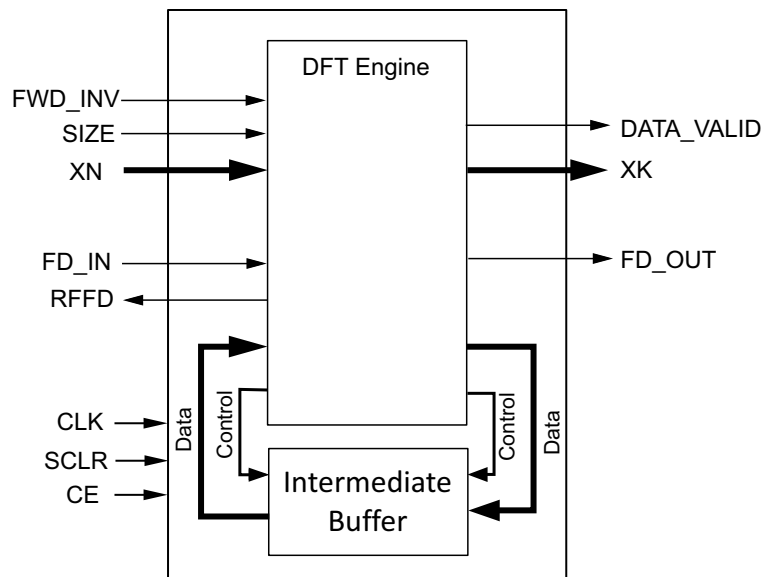 DFT Engine
FWD_INV
SIZE
XN
DATA_VALID
XK
FD_IN
RFFD
FD_OUT
Data
Control
Control
Data
CLK
SCLR
CE
Intermediate
Buffer